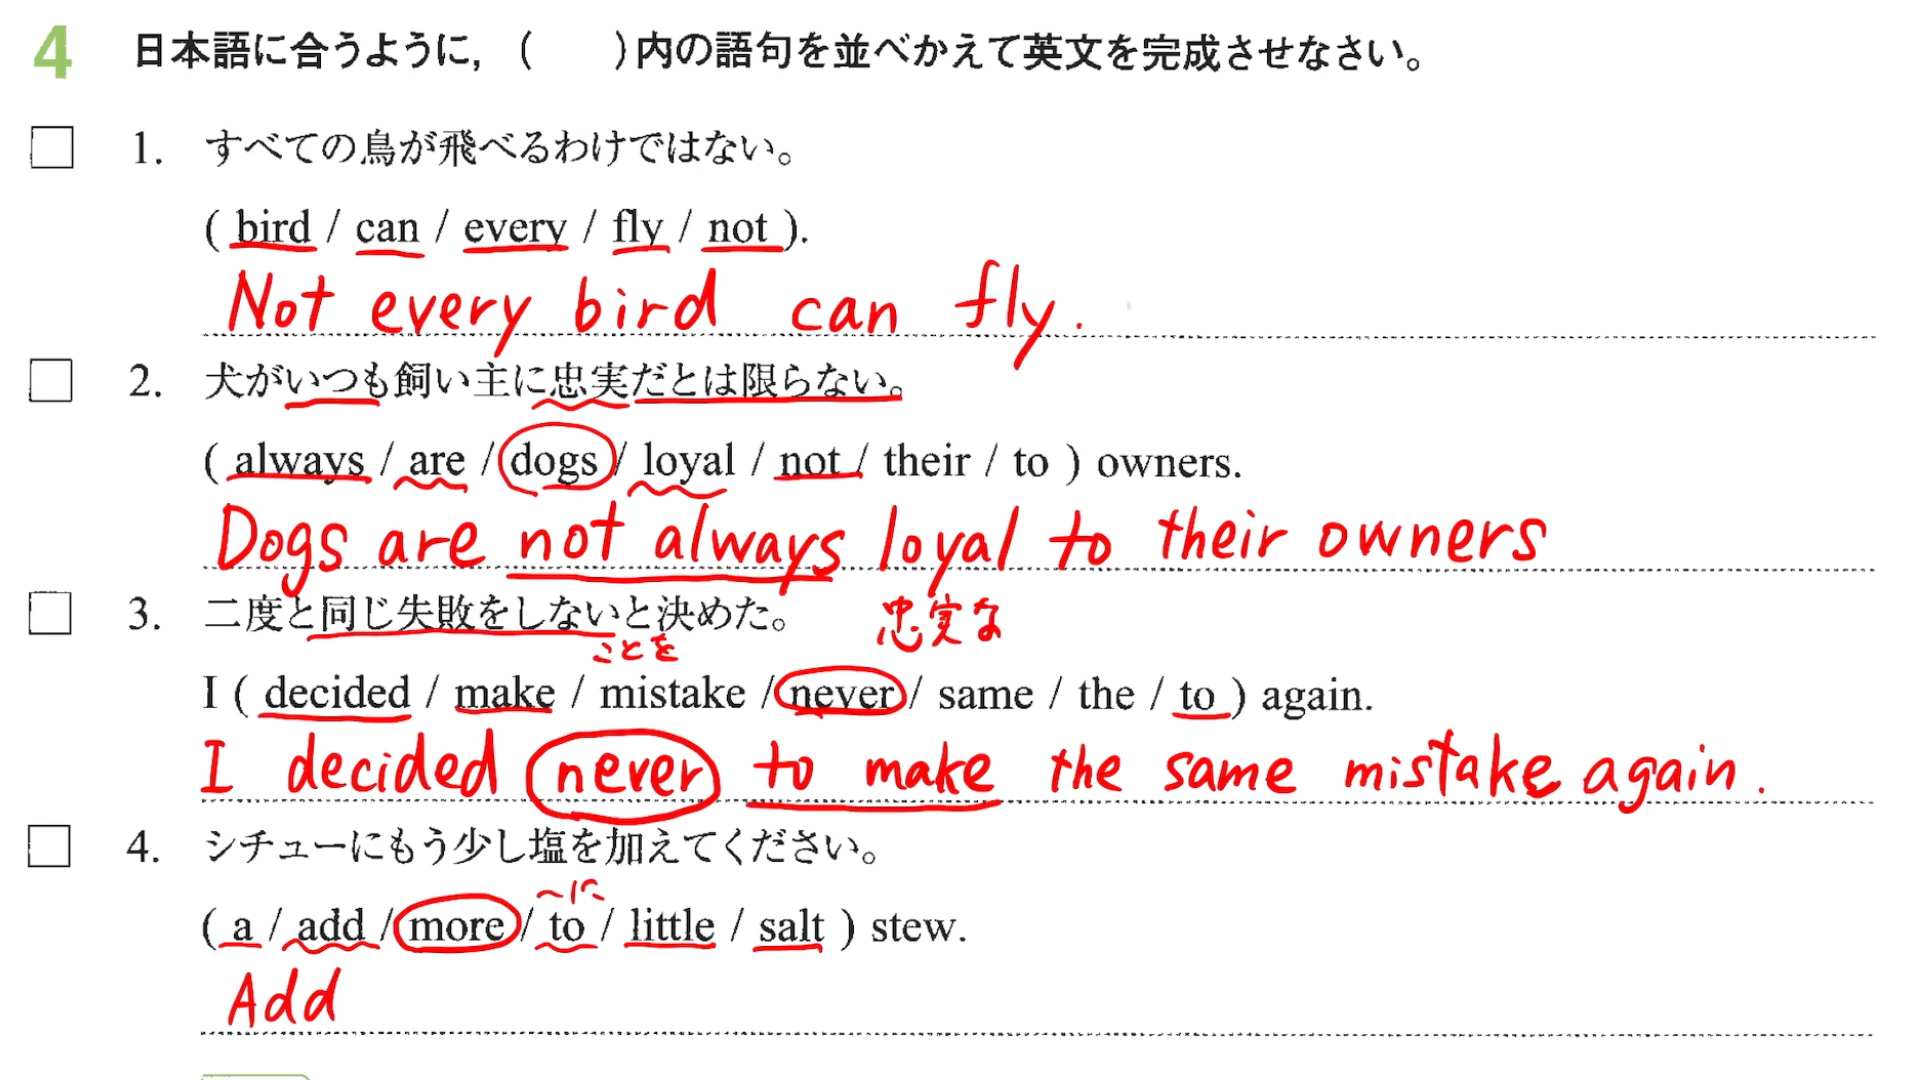 4 日本語に合うように，（　　）内の語句を並べかえて英文を完成させなさい。
1. すべての鳥が飛べるわけではない。
( bird / can / every / fly / not ).
Not every bird can fly.
2. 犬がいつも飼い主に忠実だとは限らない。
( always / are / dogs / loyal / not / their / to ) owners.
Dogs are not always loyal to their owners
3. 二度と同じ失敗をしないと決めた。
忠実な
ことを
I ( decided / make / mistake / never / same / the / to ) again.
I decided never to make the same mistake again.
4. シチューにもう少し塩を加えてください。
〜に
( a / add / more / to / little / salt ) stew.
Add